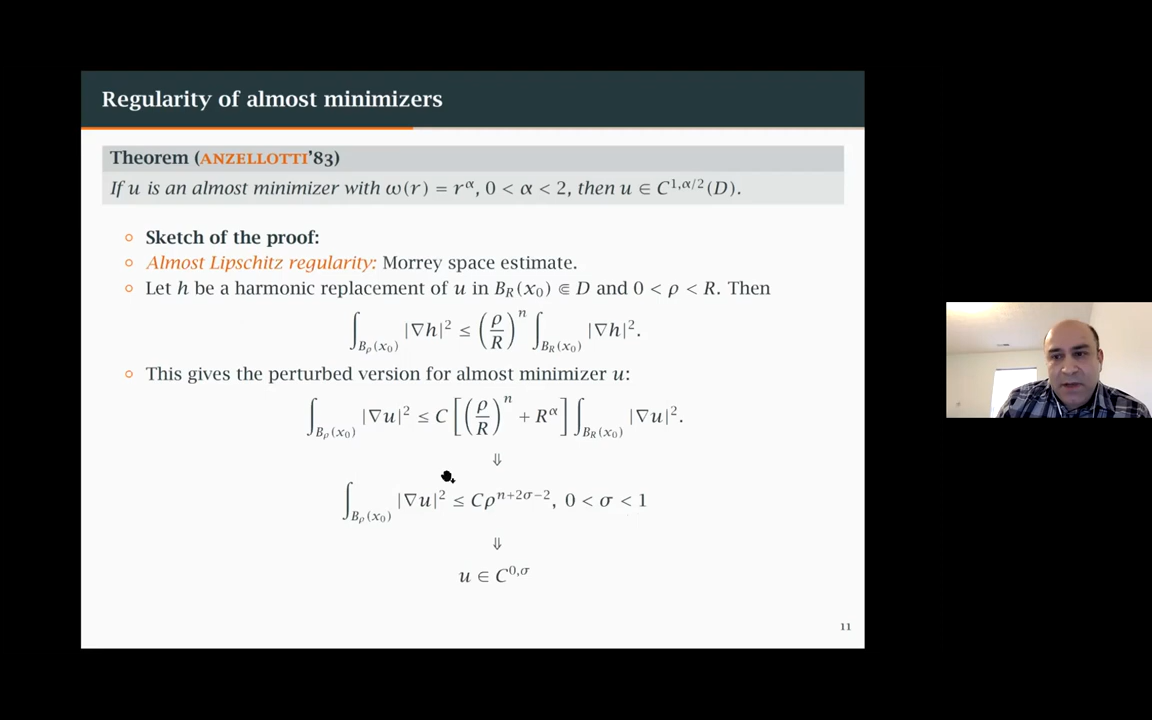 Regularity of almost minimizers
Theorem (ANZELLOTTI'83)
If u is an almost minimizer with ω(r) = r^α, 0 < α < 2, then u ∈ C^{1,α/2}(D).
Sketch of the proof:
Almost Lipschitz regularity: Morrey space estimate.
Let h be a harmonic replacement of u in B_R(x_0) ⋐ D and 0 < ρ < R. Then
∫_{B_ρ(x_0)} |∇h|^2 ≤ (ρ/R)^n ∫_{B_R(x_0)} |∇h|^2.
This gives the perturbed version for almost minimizer u:
∫_{B_ρ(x_0)} |∇u|^2 ≤ C[(ρ/R)^n + R^α] ∫_{B_R(x_0)} |∇u|^2.
⇓
∫_{B_ρ(x_0)} |∇u|^2 ≤ Cρ^{n+2σ−2}, 0 < σ < 1
⇓
u ∈ C^{0,σ}
11